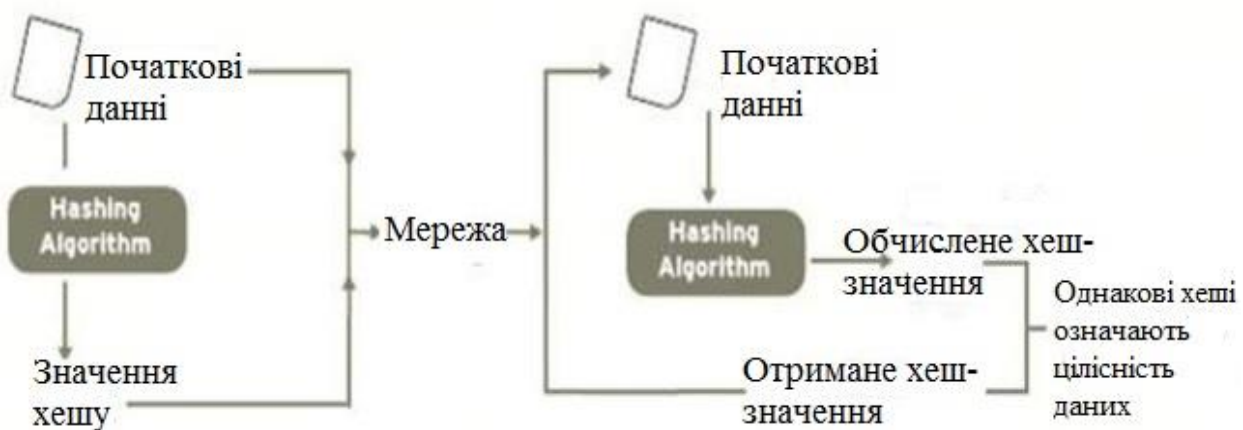 Початкові
данні
Hashing
Algorithm
Значення
хешу
Мережа
Початкові
данні
Hashing
Algorithm
Обчислене хеш-
значення
Отримане хеш-
значення
Однакові хеші
означають
цілісність
даних